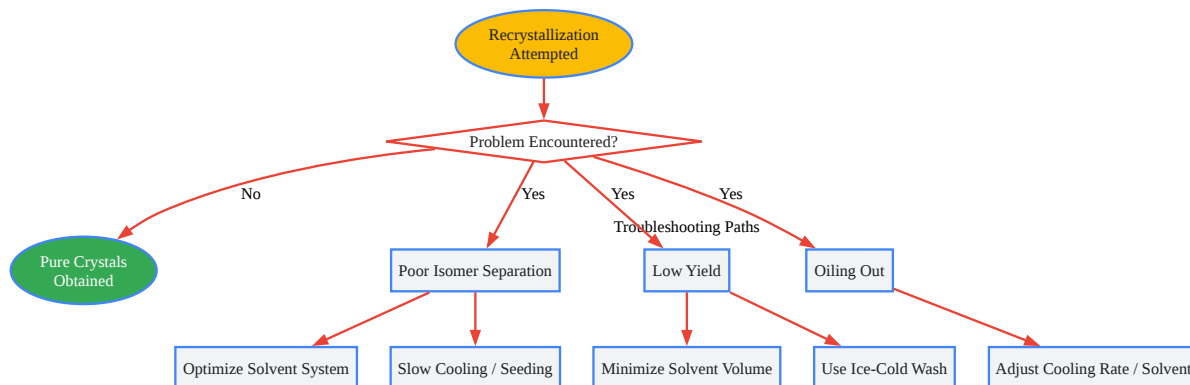 Recrystallization
Attempted
Problem Encountered?
No
Yes
Yes
Yes
Troubleshooting Paths
Pure Crystals
Obtained
Poor Isomer Separation
Low Yield
Oiling Out
Optimize Solvent System
Slow Cooling / Seeding
Minimize Solvent Volume
Use Ice-Cold Wash
Adjust Cooling Rate / Solvent